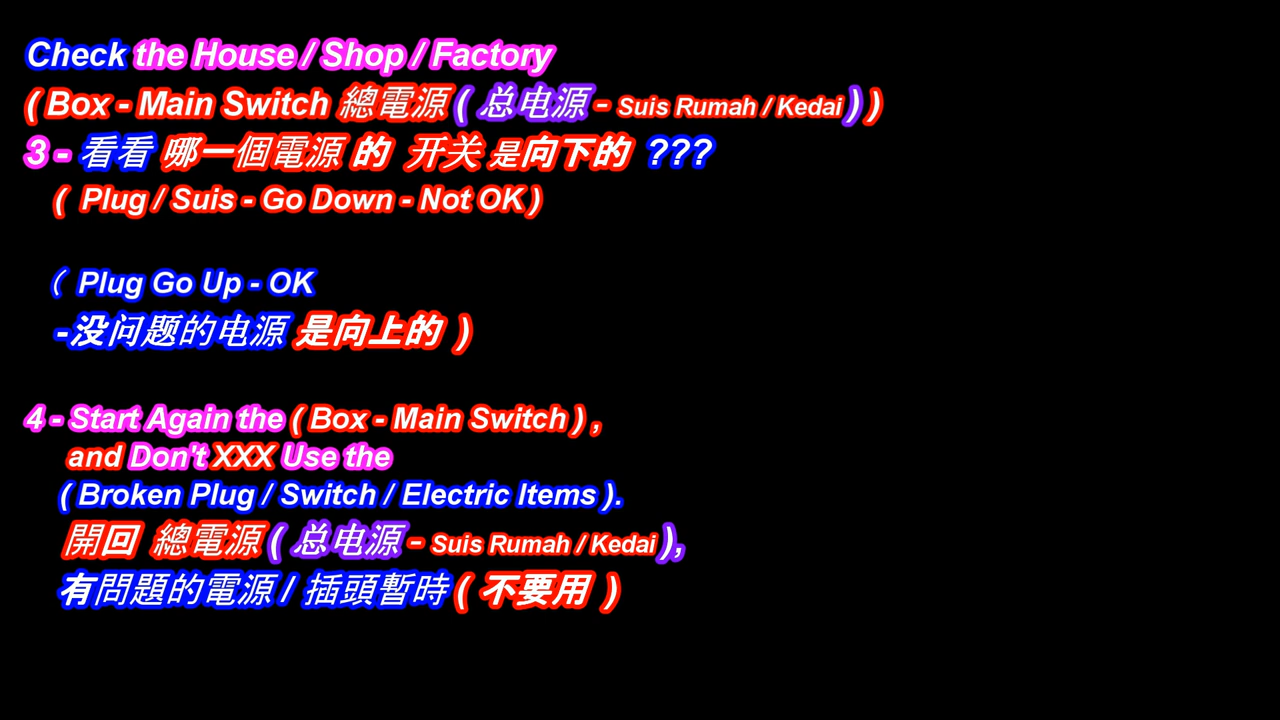 Check the House / Shop / Factory
( Box - Main Switch 總電源 ( 总电源 - Suis Rumah / Kedai ) )
3 - 看看 哪一個電源 的 开关 是向下的 ???
( Plug / Suis - Go Down - Not OK )
( Plug Go Up - OK
-没问题的电源 是向上的 )
4 - Start Again the ( Box - Main Switch ) ,
and Don't XXX Use the
( Broken Plug / Switch / Electric Items ).
開回 總電源 ( 总电源 - Suis Rumah / Kedai ),
有問題的電源 / 插頭暫時 ( 不要用 )